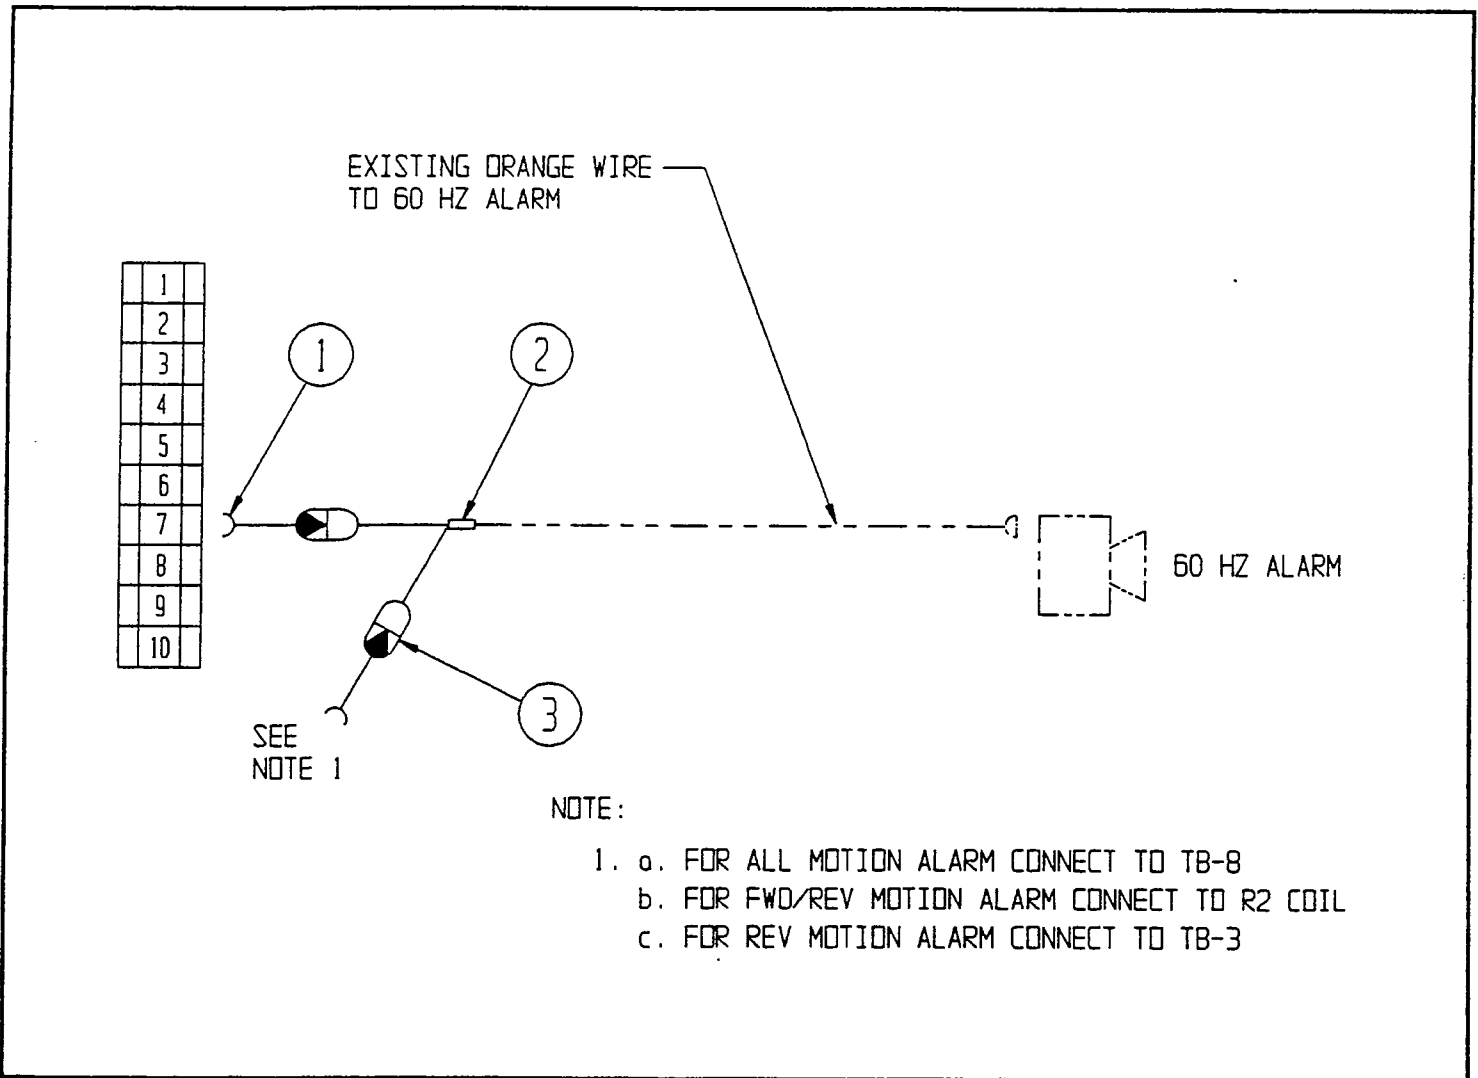 EXISTING ORANGE WIRE
TO 60 HZ ALARM
1
2
3
4
5
6
7
8
9
10
1
2
3
60 HZ ALARM
SEE
NOTE 1
NOTE:
1. a. FOR ALL MOTION ALARM CONNECT TO TB-8
b. FOR FWD/REV MOTION ALARM CONNECT TO R2 COIL
c. FOR REV MOTION ALARM CONNECT TO TB-3